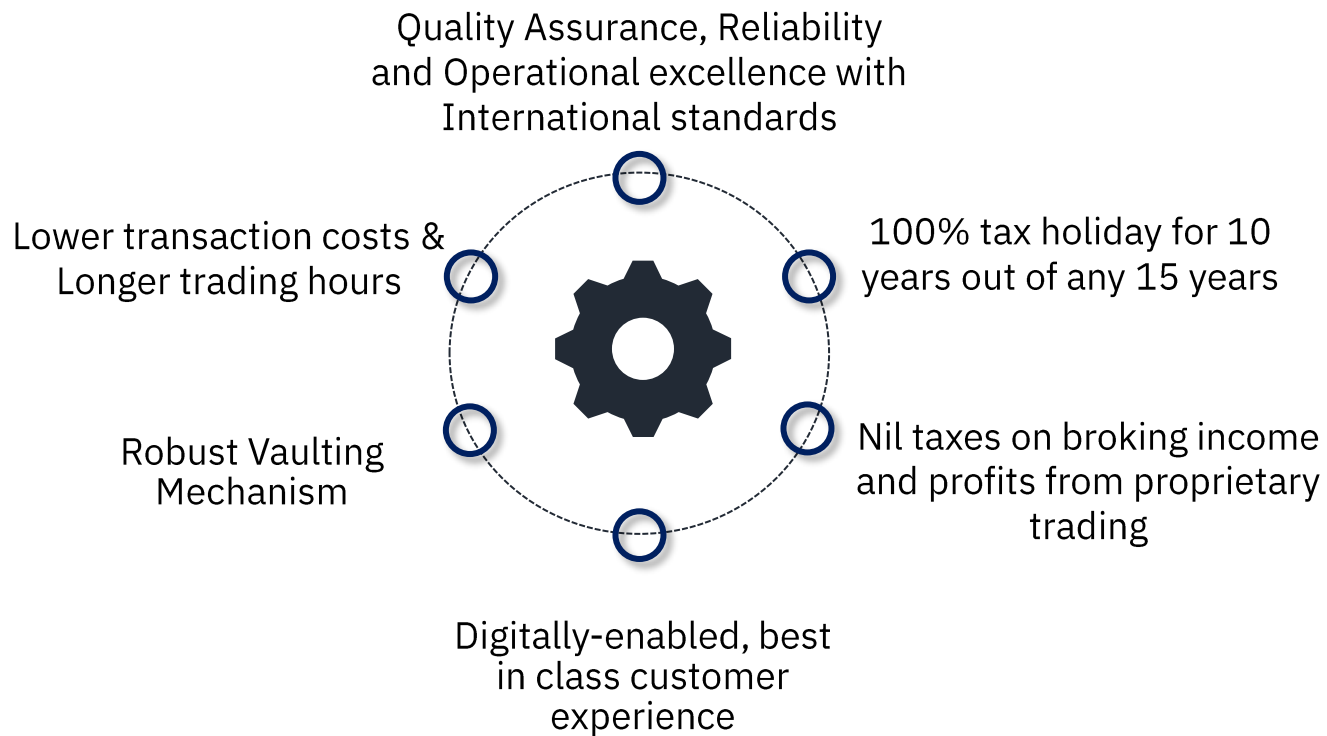 Quality Assurance, Reliability
and Operational excellence with
International standards
Lower transaction costs &
Longer trading hours
100% tax holiday for 10
years out of any 15 years
Robust Vaulting
Mechanism
Nil taxes on broking income
and profits from proprietary
trading
Digitally-enabled, best
in class customer
experience